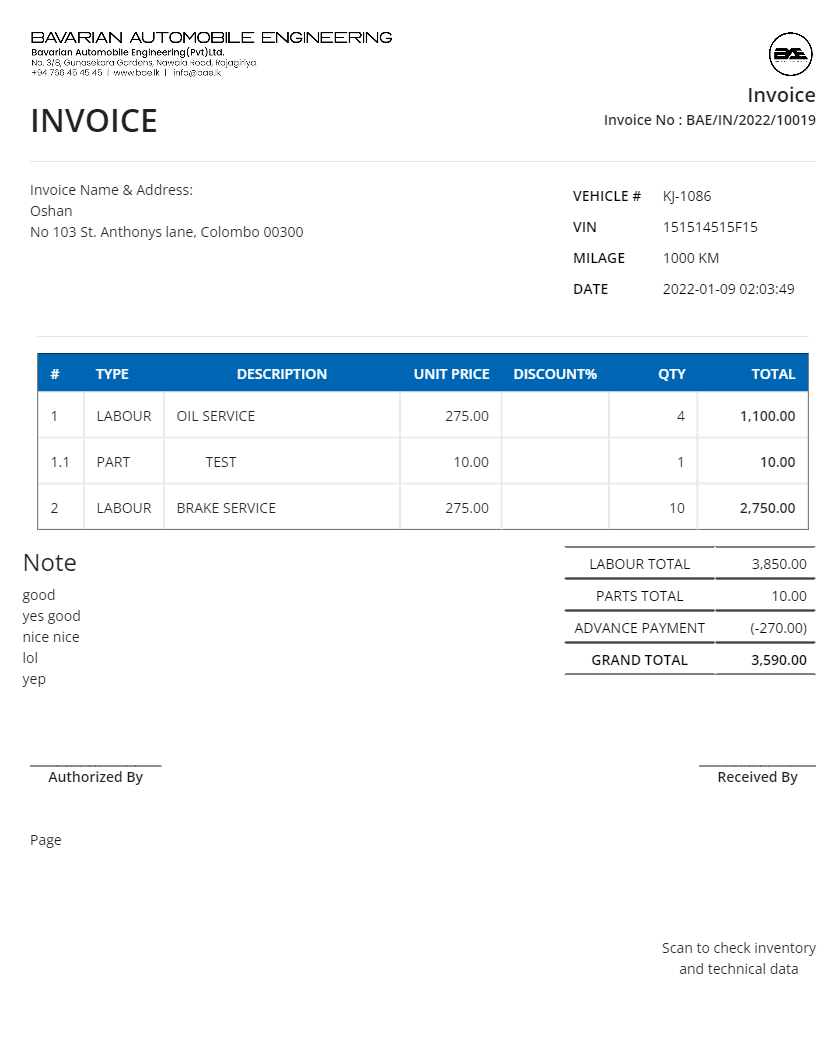 BAVARIAN AUTOMOBILE ENGINEERING
Bavarian Automobile Engineering(Pvt)Ltd.
No. 3/8, Gunasekara Gardens, Nawala Road, Rajagiriya
+94 766 45 45 45 | www.bae.lk | info@bae.lk
BAE
Invoice
INVOICE
Invoice No : BAE/IN/2022/10019
Invoice Name & Address:
Oshan
No 103 St. Anthonys lane, Colombo 00300
VEHICLE # KJ-1086
VIN 151514515F15
MILAGE 1000 KM
DATE 2022-01-09 02:03:49
# TYPE DESCRIPTION UNIT PRICE DISCOUNT% QTY TOTAL
1 LABOUR OIL SERVICE 275.00 4 1,100.00
1.1 PART TEST 10.00 1 10.00
2 LABOUR BRAKE SERVICE 275.00 10 2,750.00
Note
good
yes good
nice nice
lol
yep
LABOUR TOTAL 3,850.00
PARTS TOTAL 10.00
ADVANCE PAYMENT (-270.00)
GRAND TOTAL 3,590.00
Authorized By
Received By
Page
Scan to check inventory
and technical data